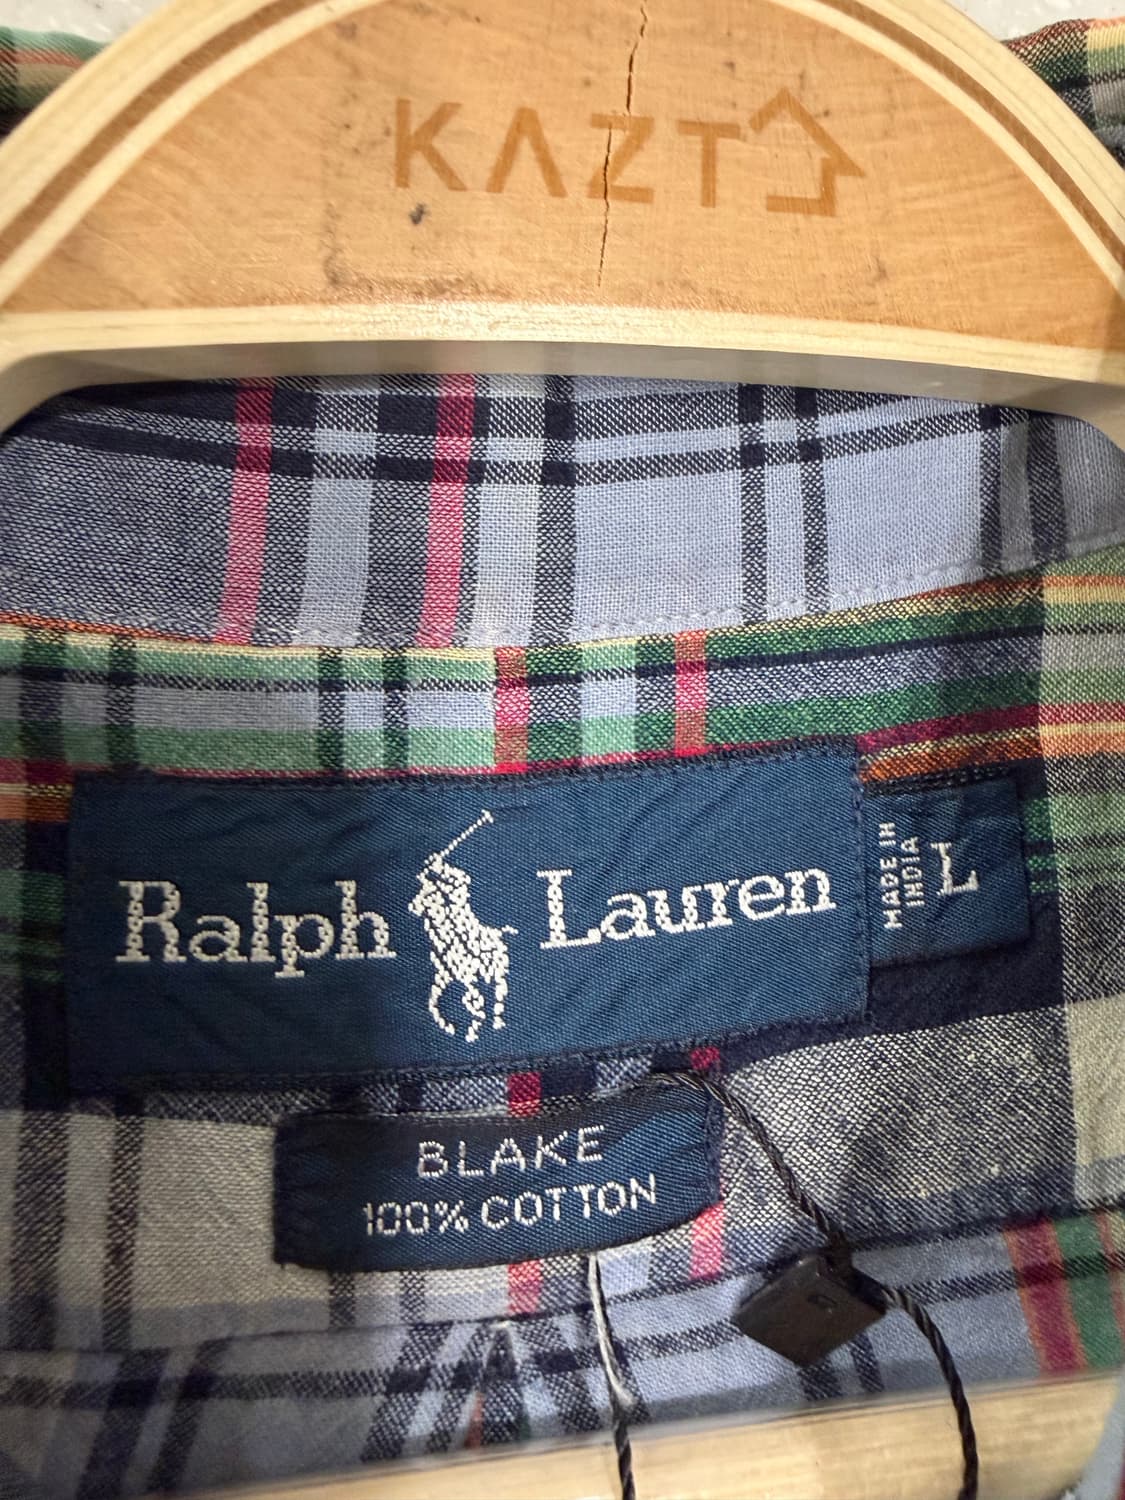 KAZT
Ralph Lauren
MADE IN
INDIA
L
BLAKE
100% COTTON